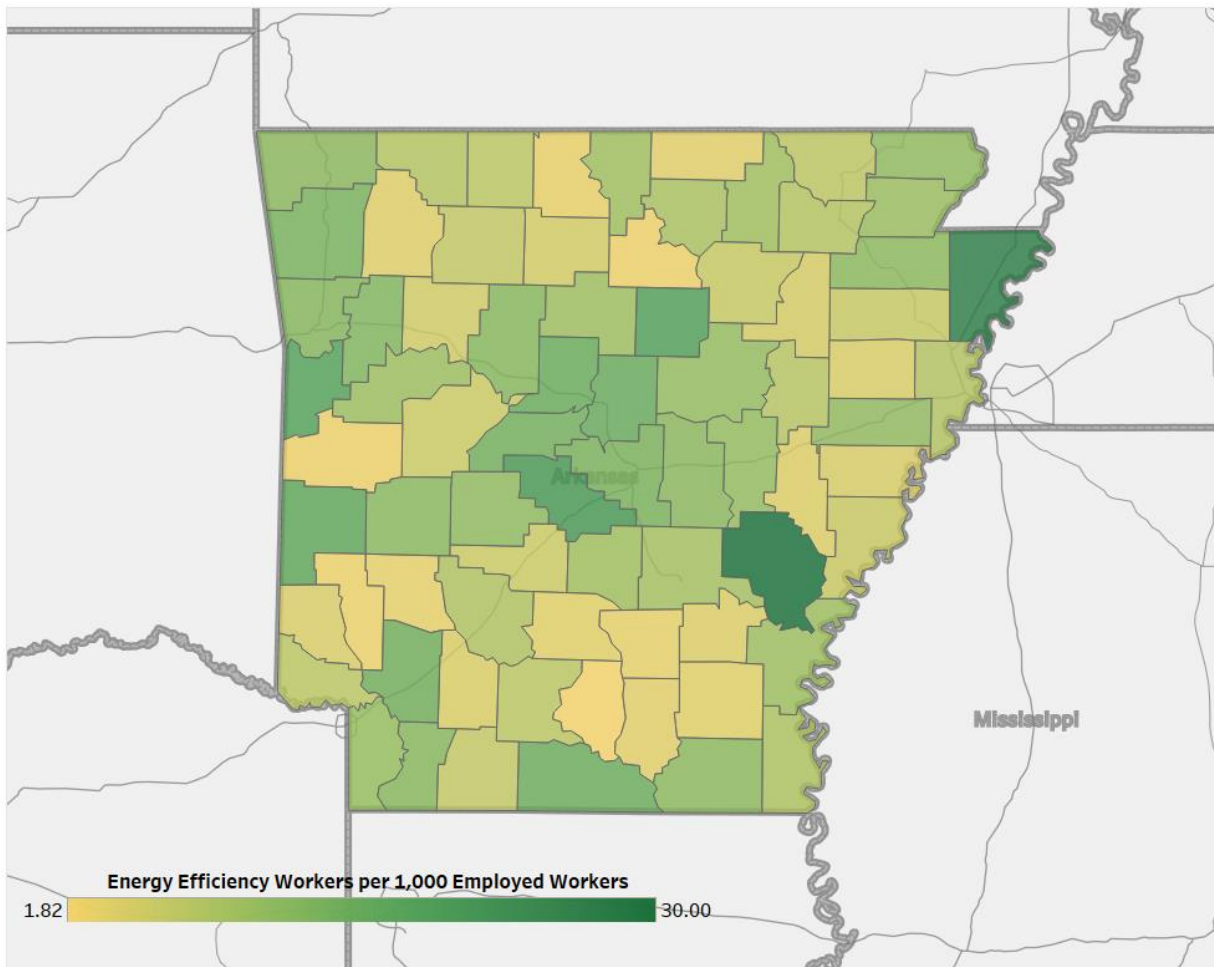 Arkansas
Mississippi
Energy Efficiency Workers per 1,000 Employed Workers
1.82 30.00